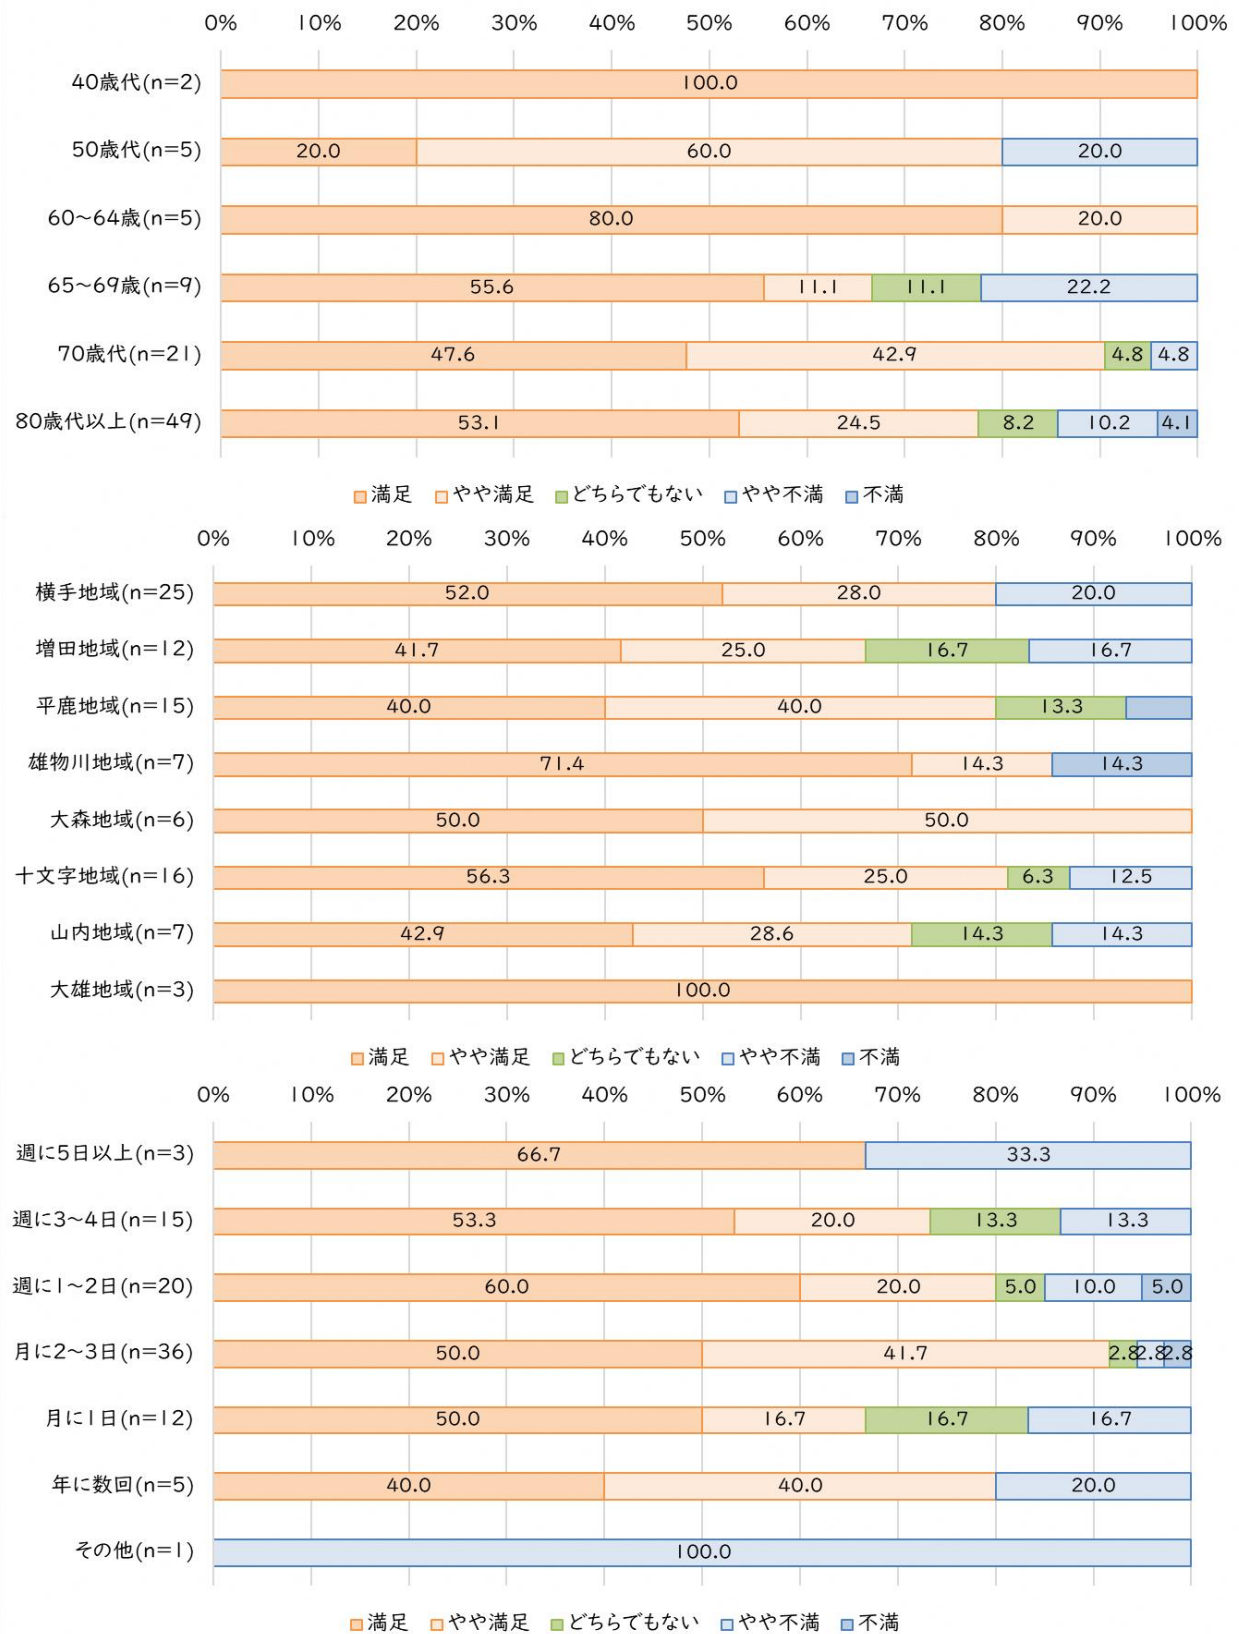 0% 10% 20% 30% 40% 50% 60% 70% 80% 90% 100%
40歳代(n=2) 100.0
50歳代(n=5) 20.0 60.0 20.0
60~64歳(n=5) 80.0 20.0
65~69歳(n=9) 55.6 11.1 11.1 22.2
70歳代(n=21) 47.6 42.9 4.8 4.8
80歳代以上(n=49) 53.1 24.5 8.2 10.2 4.1
満足 やや満足 どちらでもない やや不満 不満
0% 10% 20% 30% 40% 50% 60% 70% 80% 90% 100%
横手地域(n=25) 52.0 28.0 20.0
増田地域(n=12) 41.7 25.0 16.7 16.7
平鹿地域(n=15) 40.0 40.0 13.3
雄物川地域(n=7) 71.4 14.3 14.3
大森地域(n=6) 50.0 50.0
十文字地域(n=16) 56.3 25.0 6.3 12.5
山内地域(n=7) 42.9 28.6 14.3 14.3
大雄地域(n=3) 100.0
満足 やや満足 どちらでもない やや不満 不満
0% 10% 20% 30% 40% 50% 60% 70% 80% 90% 100%
週に5日以上(n=3) 66.7 33.3
週に3~4日(n=15) 53.3 20.0 13.3 13.3
週に1~2日(n=20) 60.0 20.0 5.0 10.0 5.0
月に2~3日(n=36) 50.0 41.7 2.8 2.8 2.8
月に1日(n=12) 50.0 16.7 16.7 16.7
年に数回(n=5) 40.0 40.0 20.0
その他(n=1) 100.0
満足 やや満足 どちらでもない やや不満 不満